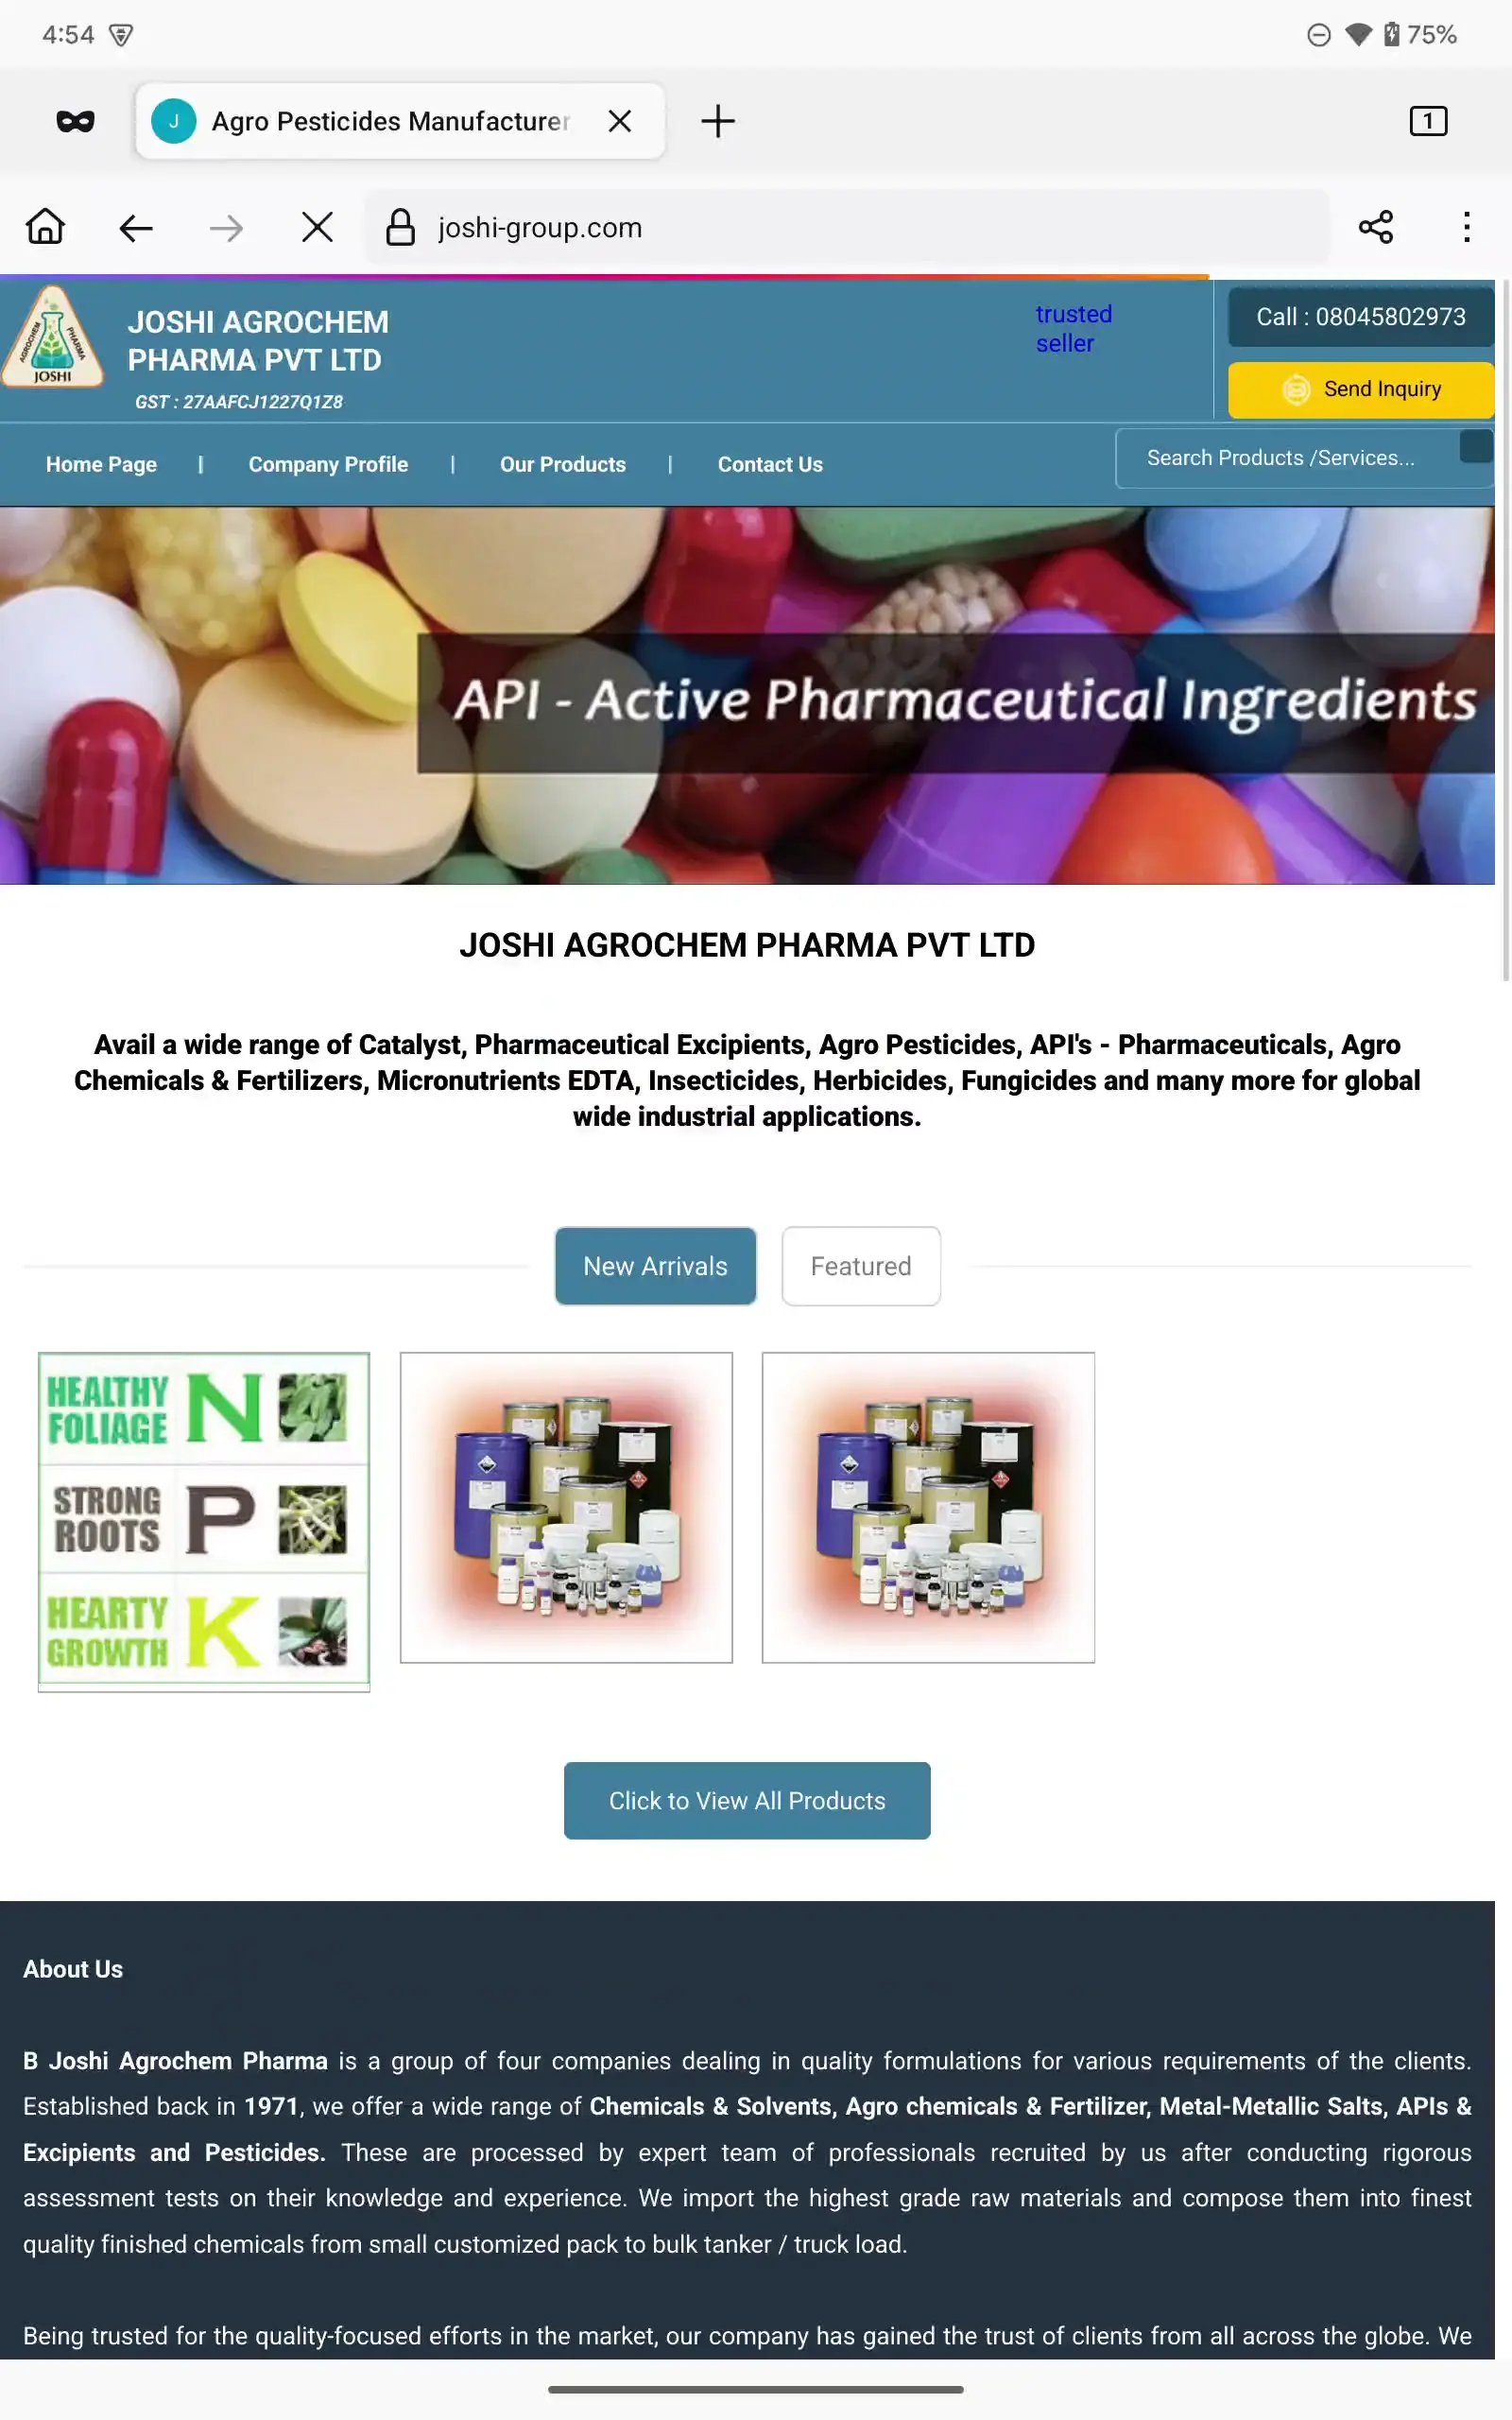 4:54
75%
J
Agro Pesticides Manufacturer
1
joshi-group.com
AGROCHEM
PHARMA
JOSHI
JOSHI AGROCHEM
PHARMA PVT LTD
GST : 27AAFCJ1227Q1Z8
trusted
seller
Call : 08045802973
Send Inquiry
Home Page | Company Profile | Our Products | Contact Us
Search Products /Services...
API - Active Pharmaceutical Ingredients
JOSHI AGROCHEM PHARMA PVT LTD
Avail a wide range of Catalyst, Pharmaceutical Excipients, Agro Pesticides, API's - Pharmaceuticals, Agro
Chemicals & Fertilizers, Micronutrients EDTA, Insecticides, Herbicides, Fungicides and many more for global
wide industrial applications.
New Arrivals
Featured
HEALTHY
FOLIAGE
N
STRONG
ROOTS
P
HEARTY
GROWTH
K
Click to View All Products
About Us
B Joshi Agrochem Pharma is a group of four companies dealing in quality formulations for various requirements of the clients.
Established back in 1971, we offer a wide range of Chemicals & Solvents, Agro chemicals & Fertilizer, Metal-Metallic Salts, APIs &
Excipients and Pesticides. These are processed by expert team of professionals recruited by us after conducting rigorous
assessment tests on their knowledge and experience. We import the highest grade raw materials and compose them into finest
quality finished chemicals from small customized pack to bulk tanker / truck load.
Being trusted for the quality-focused efforts in the market, our company has gained the trust of clients from all across the globe. We